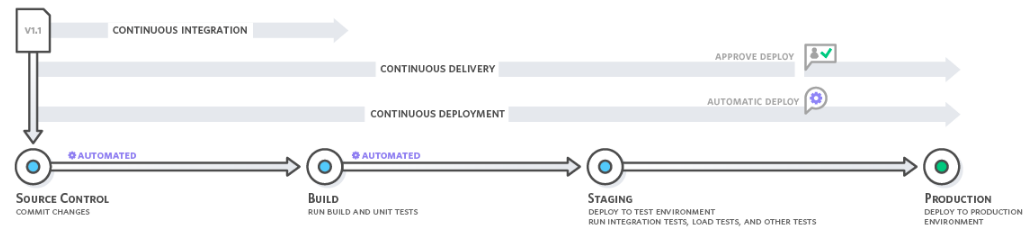 V1.1
CONTINUOUS INTEGRATION
CONTINUOUS DELIVERY
APPROVE DEPLOY
CONTINUOUS DEPLOYMENT
AUTOMATIC DEPLOY
AUTOMATED
AUTOMATED
SOURCE CONTROL
COMMIT CHANGES
BUILD
RUN BUILD AND UNIT TESTS
STAGING
DEPLOY TO TEST ENVIRONMENT
RUN INTEGRATION TESTS, LOAD TESTS, AND OTHER TESTS
PRODUCTION
DEPLOY TO PRODUCTION
ENVIRONMENT